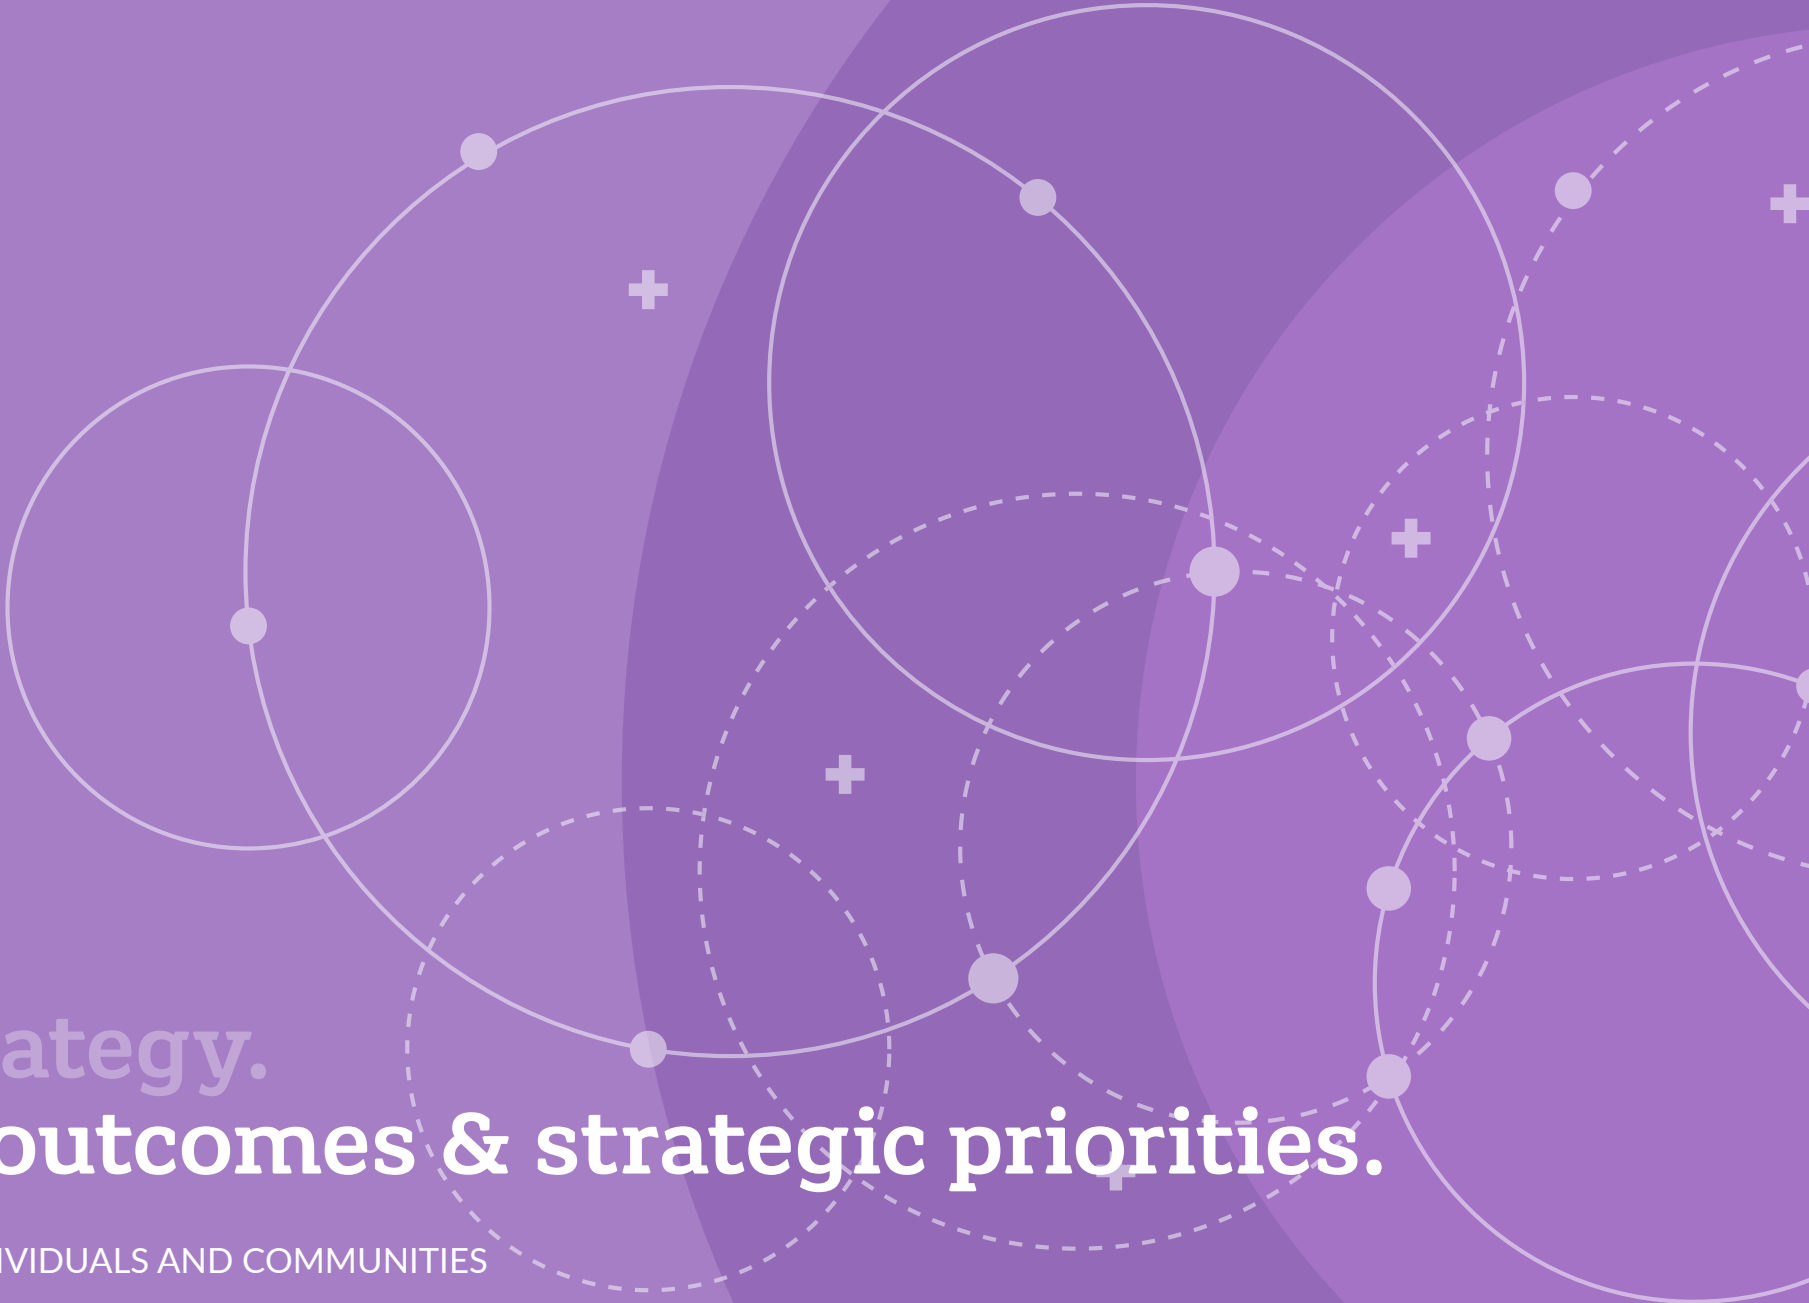 ategy.
outcomes & strategic priorities.
IVIDUALS AND COMMUNITIES